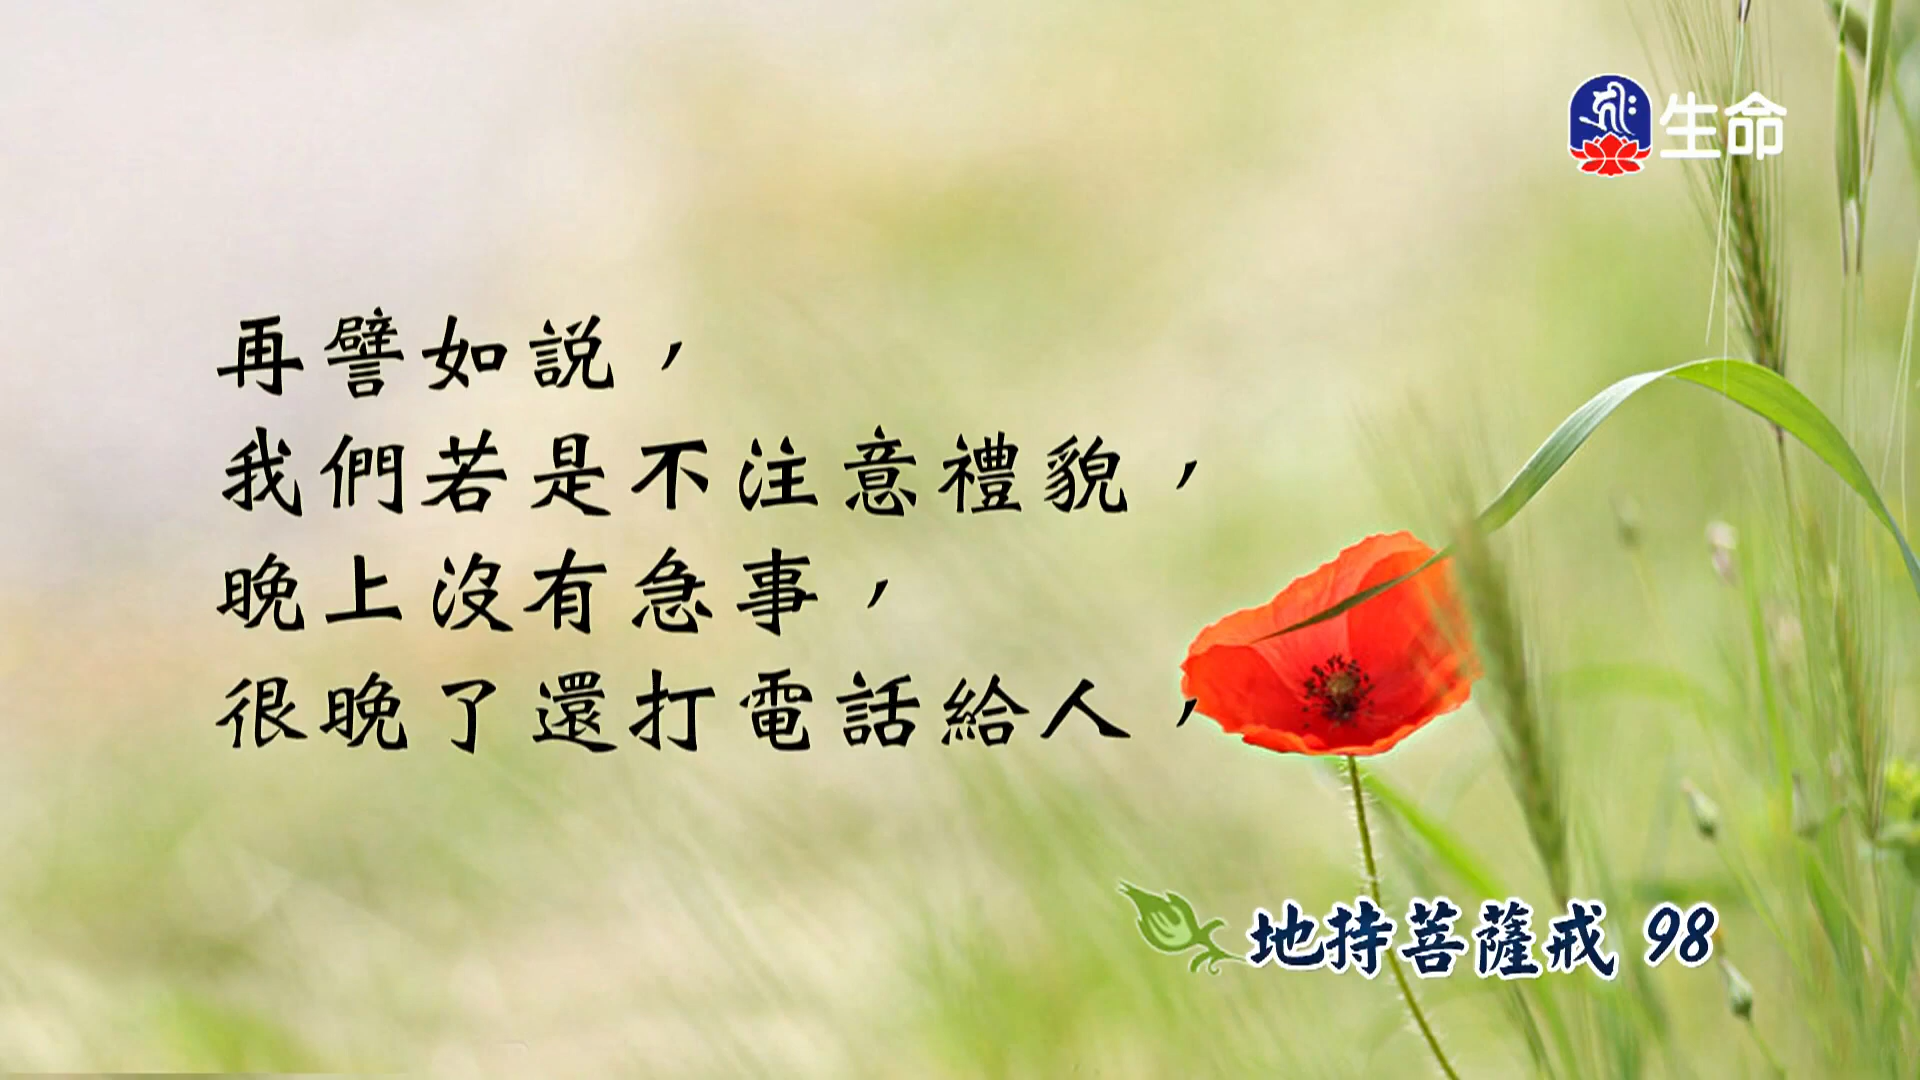 生命
再譬如說，
我們若是不注意禮貌，
晚上沒有急事，
很晚了還打電話給人，
地持菩薩戒 98